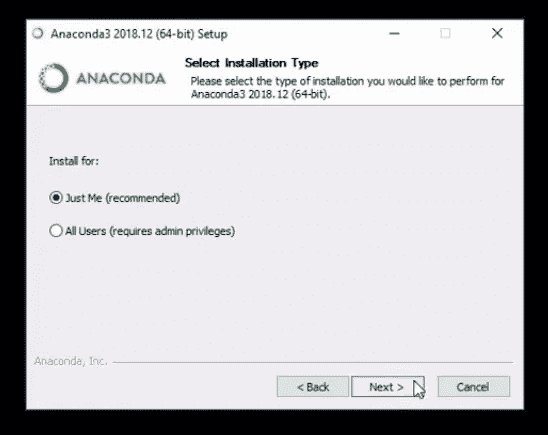 Anaconda3 2018.12 (64-bit) Setup
Select Installation Type
ANACONDA
Please select the type of installation you would like to perform for
Anaconda3 2018.12 (64-bit).
Install for:
Just Me (recommended)
All Users (requires admin privileges)
Anaconda, Inc.
< Back Next > Cancel